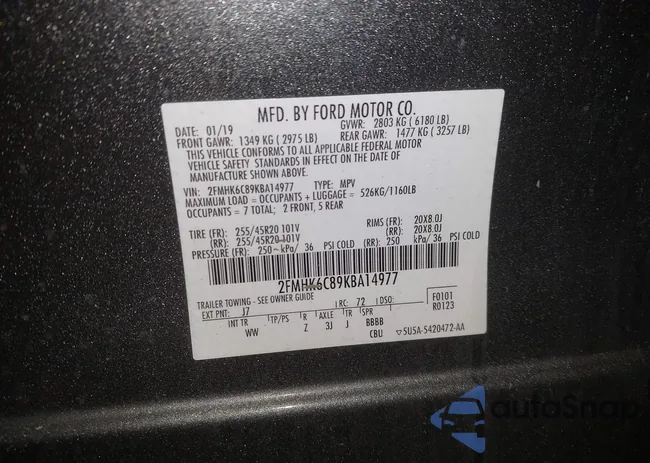 MFD. BY FORD MOTOR CO.
DATE: 01/19 GVWR: 2803 KG ( 6180 LB)
FRONT GAWR: 1349 KG ( 2975 LB) REAR GAWR: 1477 KG ( 3257 LB)
THIS VEHICLE CONFORMS TO ALL APPLICABLE FEDERAL MOTOR
VEHICLE SAFETY STANDARDS IN EFFECT ON THE DATE OF
MANUFACTURE SHOWN ABOVE.
VIN: 2FMHK6C89KBA14977 TYPE: MPV
MAXIMUM LOAD = OCCUPANTS + LUGGAGE = 526KG/1160LB
OCCUPANTS = 7 TOTAL; 2 FRONT, 5 REAR
TIRE (FR): 255/45R20 101V RIMS (FR): 20X8.0J
(RR): 255/45R20 101V (RR): 20X8.0J
PRESSURE (FR): 250 kPa/ 36 PSI COLD (RR): 250 kPa/ 36 PSI COLD
2FMHK6C89KBA14977
TRAILER TOWING - SEE OWNER GUIDE
EXT PNT: J7 RC: 72 DSO: F0101
R0123
INT TR TP/PS R AXLE TR SPR
WW Z 3J J BBBB
CBU 5U5A-5420472-AA
autoSnap